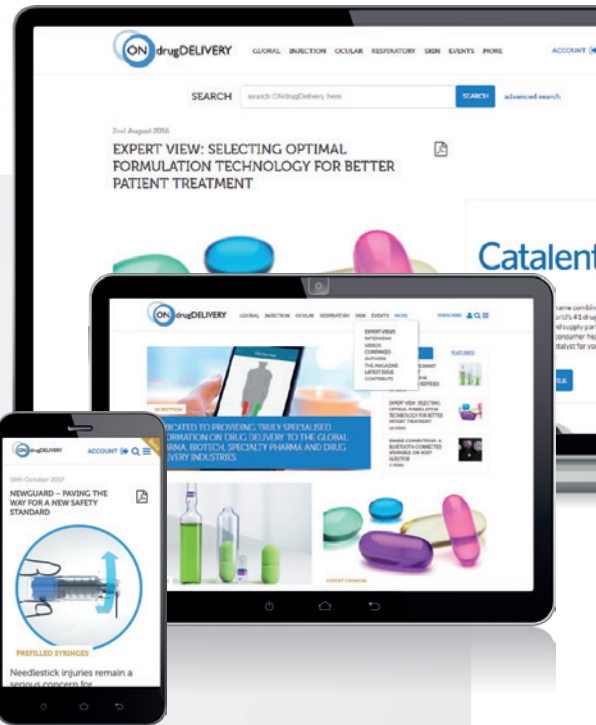 ON drugDELIVERY
GLOBAL INJECTION OCULAR RESPIRATORY SKIN EVENTS MORE
ACCOUNT
SEARCH
search ONdrugDelivery here
SEARCH
advanced search
2nd August 2016
EXPERT VIEW: SELECTING OPTIMAL
FORMULATION TECHNOLOGY FOR BETTER
PATIENT TREATMENT
Catalent
ON drugDELIVERY
GLOBAL INJECTION OCULAR RESPIRATORY SKIN EVENTS MORE
SUBSCRIBE
EXPERT VIEWS
INTERVIEWS
VIDEOS
COMPANIES
AUTHORS
THE MAGAZINE
LATEST ISSUE
CONTRIBUTE
FEATURED
EXPERT VIEW: SELECTING
OPTIMAL FORMULATION
TECHNOLOGY FOR BETTER
PATIENT TREATMENT
ICATED TO PROVIDING TRULY SPECIALISED
ORMATION ON DRUG DELIVERY TO THE GLOBAL
ARMA, BIOTECH, SPECIALTY PHARMA AND DRUG
IVERY INDUSTRIES.
ON drugDELIVERY
ACCOUNT
16th October 2017
NEWGUARD – PAVING THE
WAY FOR A NEW SAFETY
STANDARD
PREFILLED SYRINGES
Needlestick injuries remain a
serious concern for